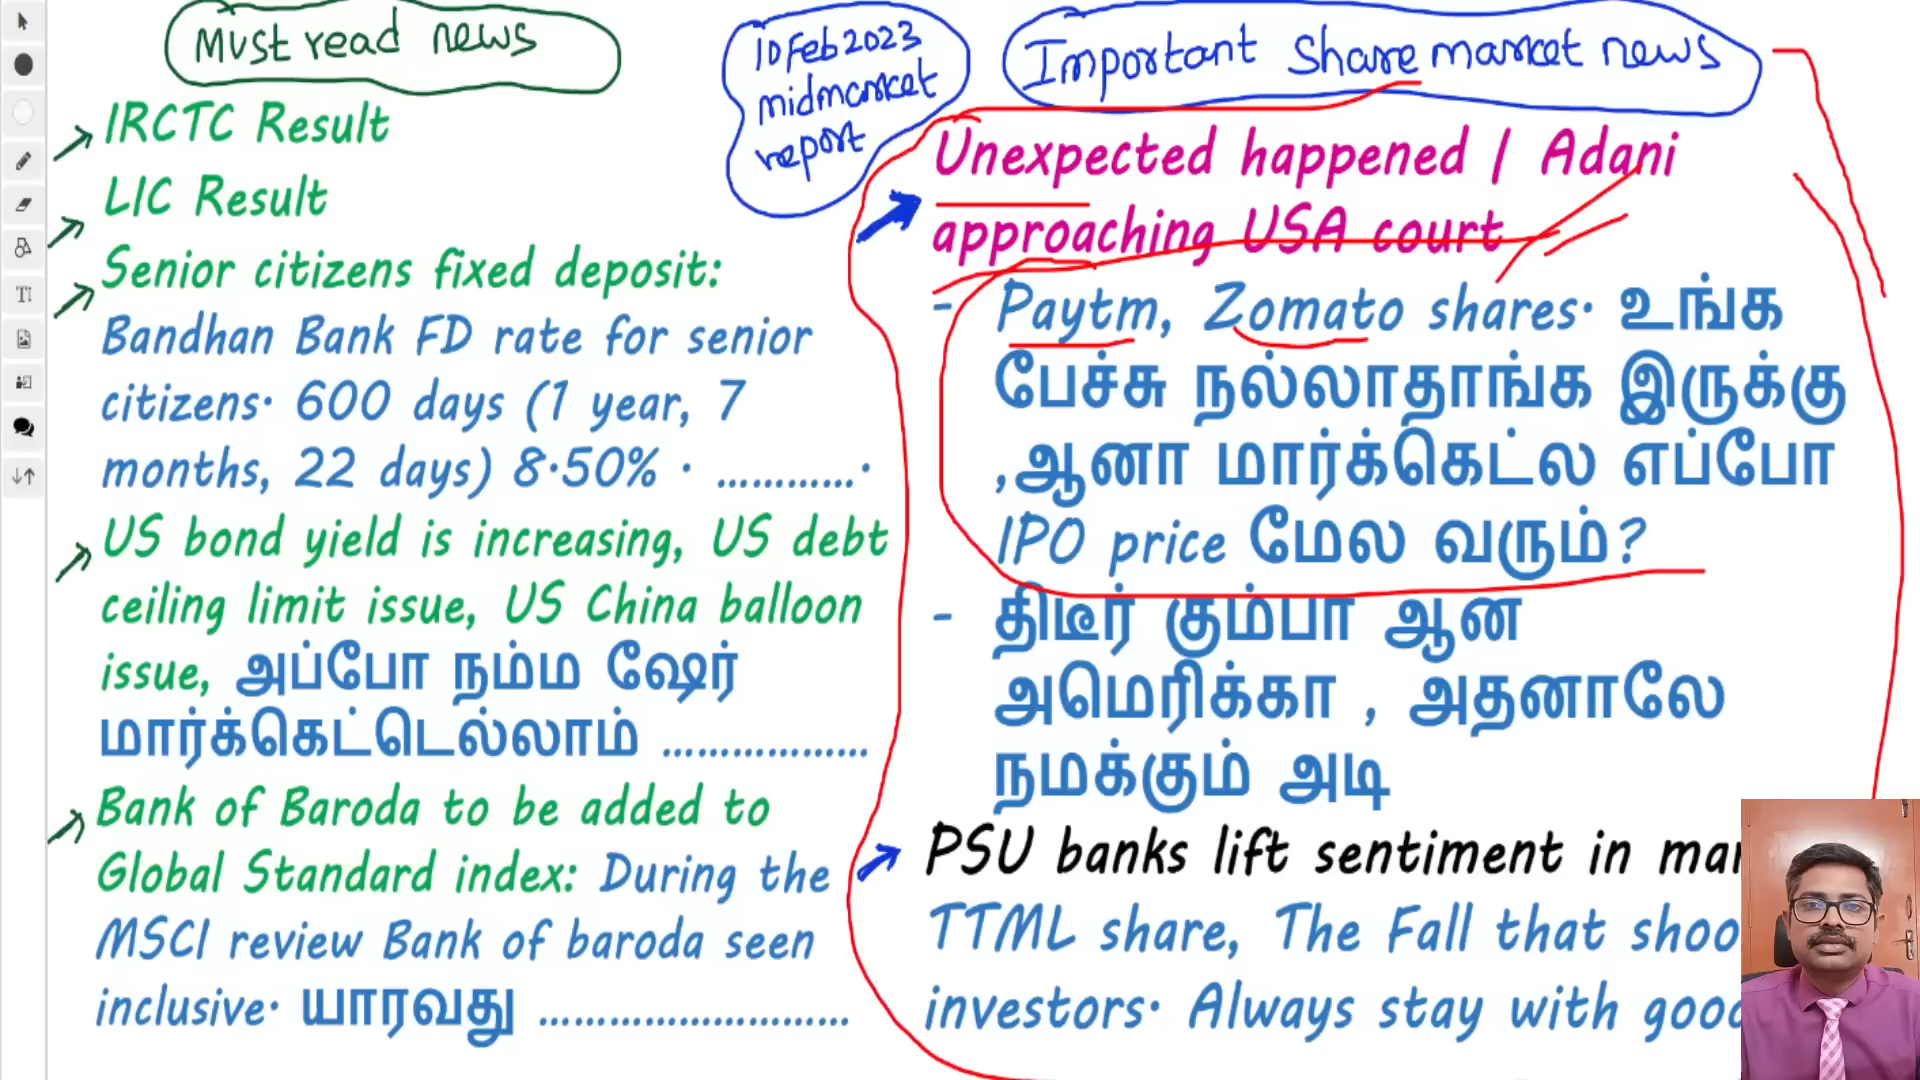 Must read news
IRCTC Result
LIC Result
Senior citizens fixed deposit:
Bandhan Bank FD rate for senior
citizens. 600 days (1 year, 7
months, 22 days) 8.50% . ............
US bond yield is increasing, US debt
ceiling limit issue, US China balloon
issue, அப்போ நம்ம ஷேர்
மார்க்கெட்டெல்லாம் ..................
Bank of Baroda to be added to
Global Standard index: During the
MSCI review Bank of baroda seen
inclusive. யாரவது ..........................
10 Feb 2023
midmarket
report
Important Share market news
Unexpected happened / Adani
approaching USA court
- Paytm, Zomato shares. உங்க
பேச்சு நல்லாதாங்க இருக்கு
,ஆனா மார்க்கெட்ல எப்போ
IPO price மேல வரும்?
- திடீர் கும்பா ஆன
அமெரிக்கா , அதனாலே
நமக்கும் அடி
PSU banks lift sentiment in
TTML share, The Fall that
investors. Always stay with